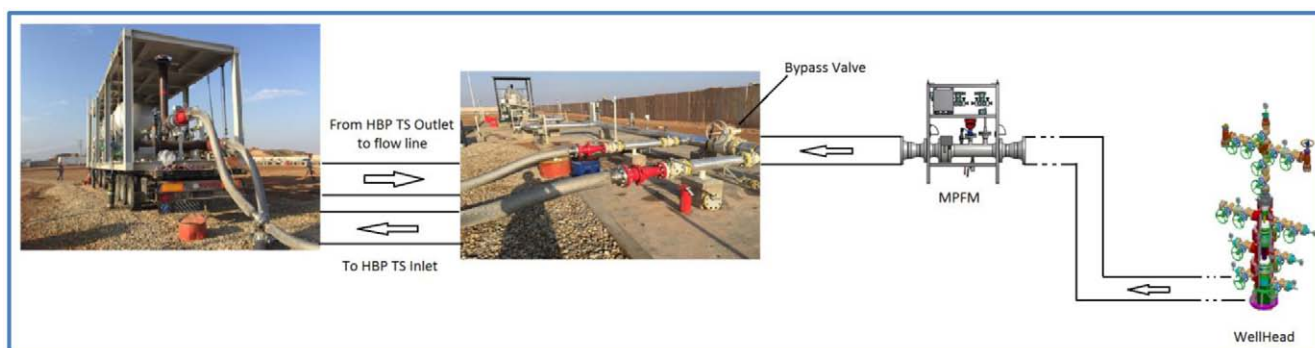 Bypass Valve
From HBP TS Outlet
to flow line
MPFM
To HBP TS Inlet
WellHead